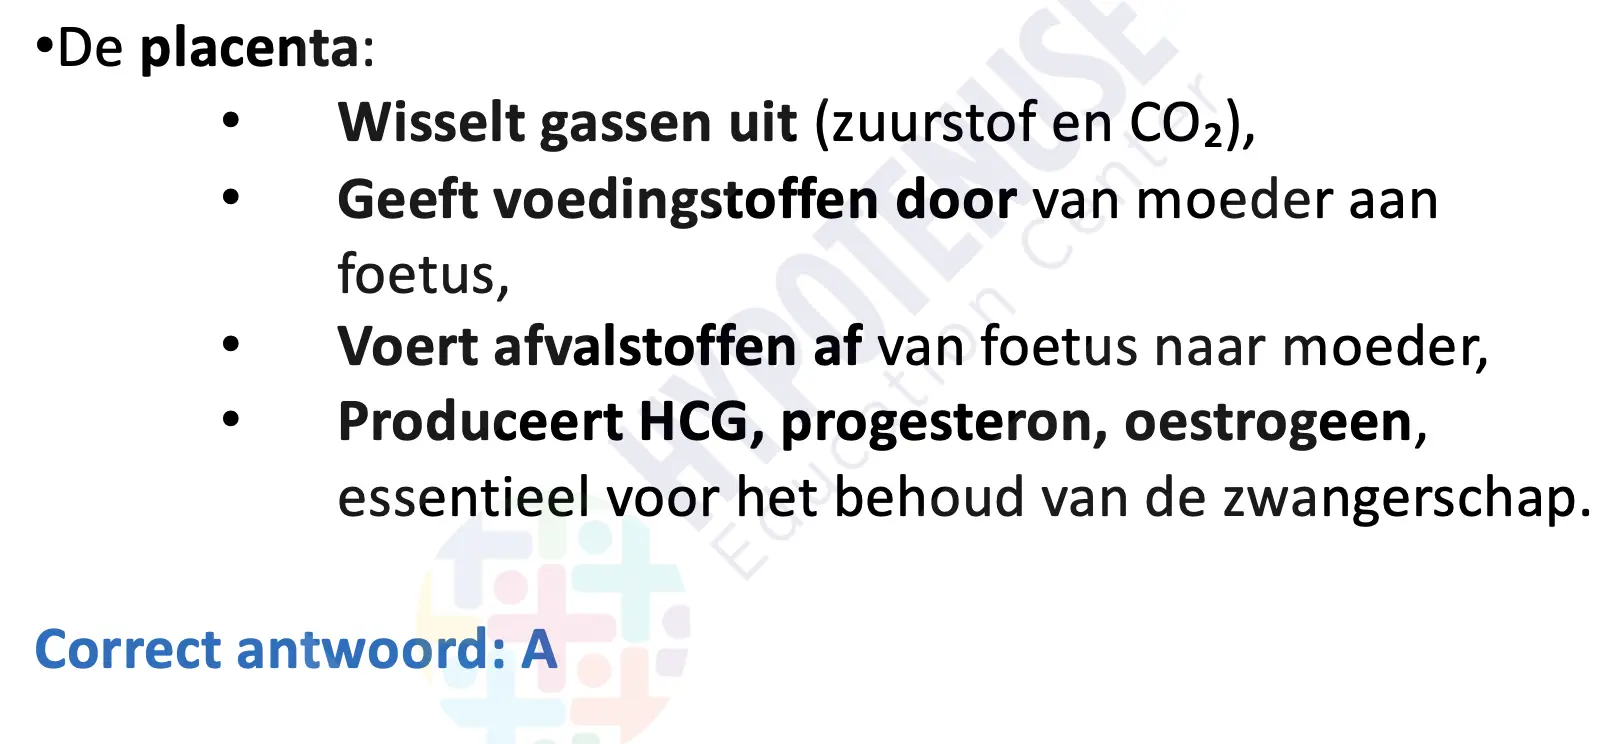 •De placenta:
• Wisselt gassen uit (zuurstof en CO₂),
• Geeft voedingstoffen door van moeder aan
foetus,
• Voert afvalstoffen af van foetus naar moeder,
• Produceert HCG, progesteron, oestrogeen,
essentieel voor het behoud van de zwangerschap.
Correct antwoord: A
HYPOTENUSE
Education Center